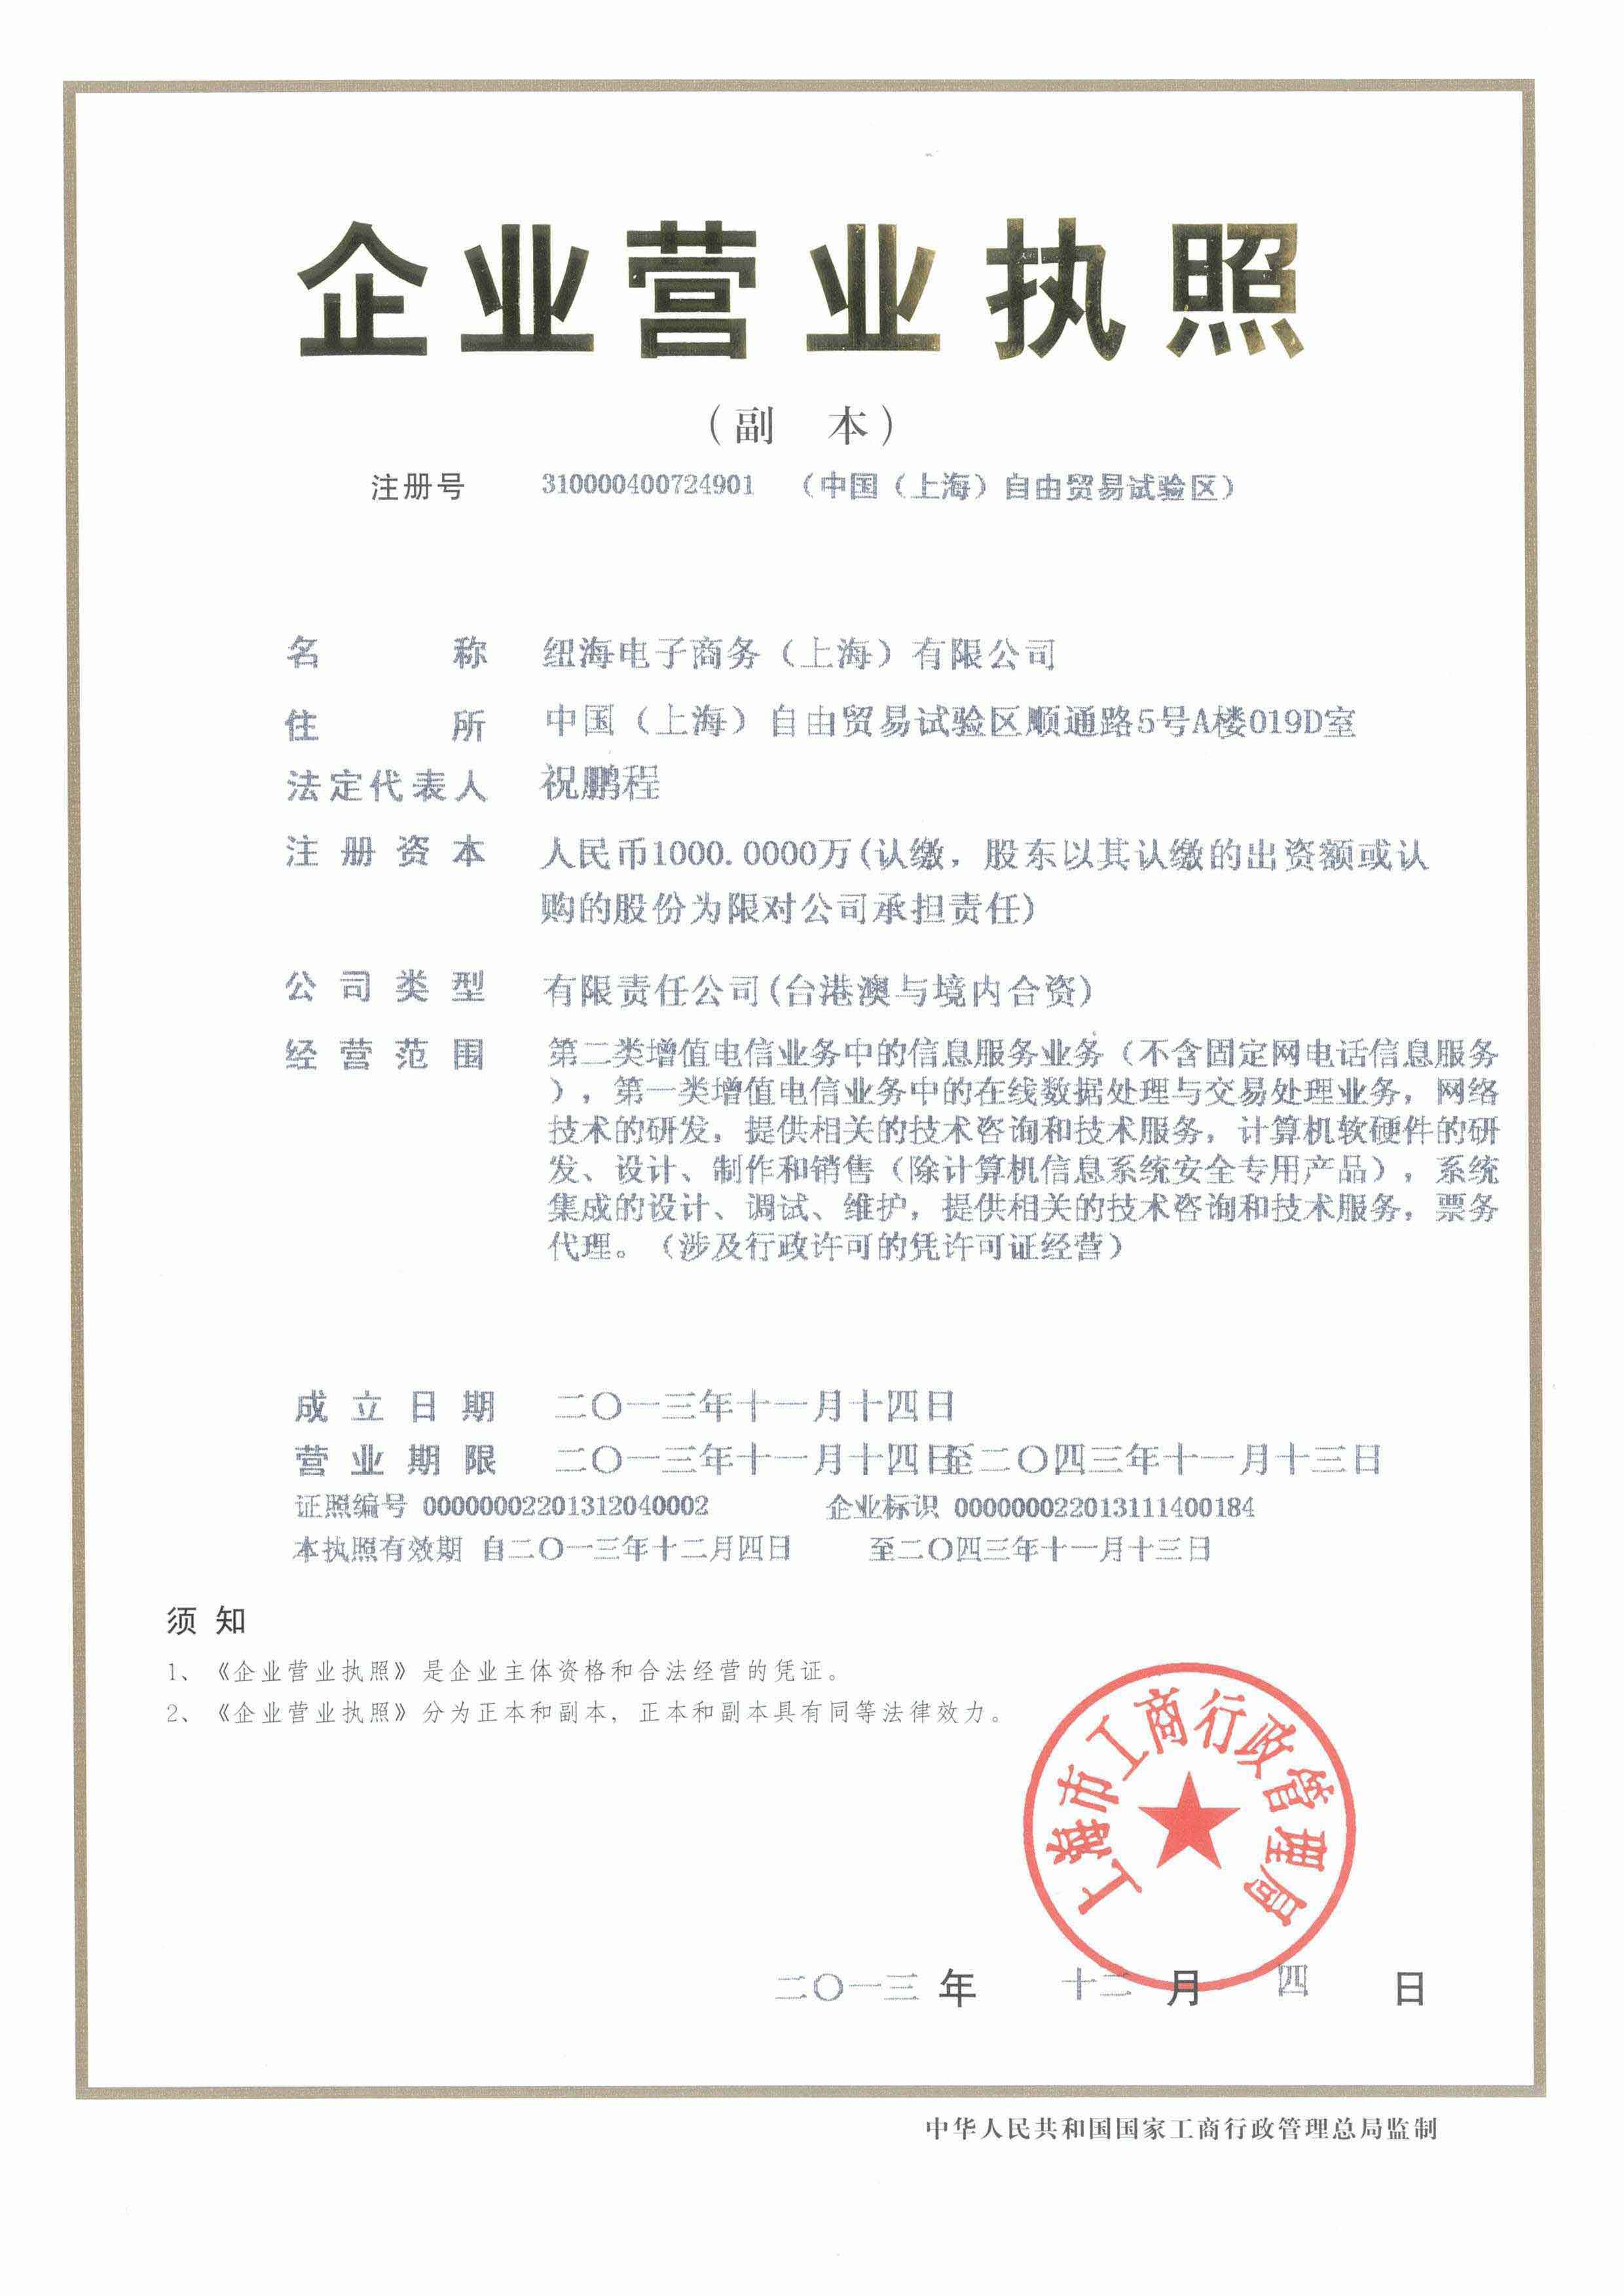 企业营业执照
（副 本）
注册号 310000400724901 （中国（上海）自由贸易试验区）
名 称 纽海电子商务（上海）有限公司
住 所 中国（上海）自由贸易试验区顺通路5号A楼019D室
法定代表人 祝鹏程
注册资本 人民币1000.0000万(认缴，股东以其认缴的出资额或认
购的股份为限对公司承担责任)
公司类型 有限责任公司(台港澳与境内合资)
经营范围 第二类增值电信业务中的信息服务业务（不含固定网电话信息服务
），第一类增值电信业务中的在线数据处理与交易处理业务，网络
技术的研发，提供相关的技术咨询和技术服务，计算机软硬件的研
发、设计、制作和销售（除计算机信息系统安全专用产品），系统
集成的设计、调试、维护，提供相关的技术咨询和技术服务，票务
代理。（涉及行政许可的凭许可证经营）
成立日期 二〇一三年十一月十四日
营业期限 二〇一三年十一月十四日至二〇四三年十一月十三日
证照编号 00000002201312040002 企业标识 000000022013111400184
本执照有效期 自二〇一三年十二月四日 至二〇四三年十一月十三日
须 知
1、《企业营业执照》是企业主体资格和合法经营的凭证。
2、《企业营业执照》分为正本和副本，正本和副本具有同等法律效力。
上海市工商行政管理局
二〇一三 年 十二 月 四 日
中华人民共和国国家工商行政管理总局监制